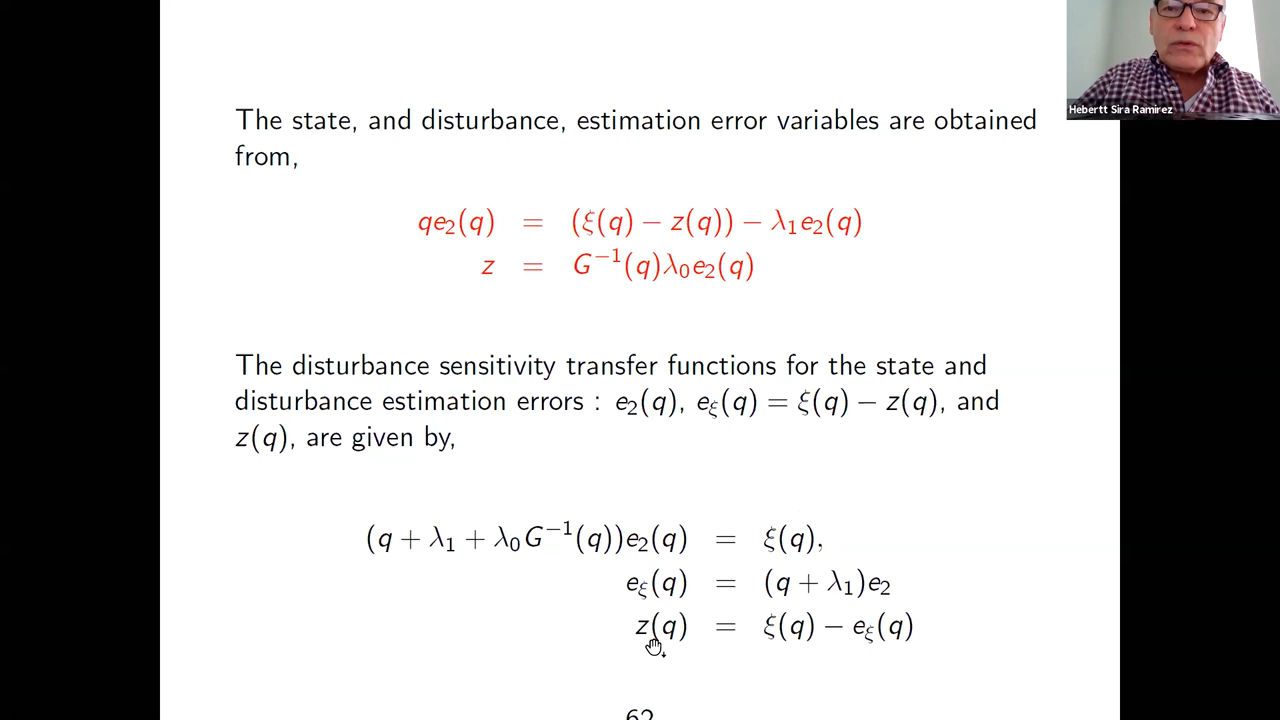 Hebertt Sira Ramirez
The state, and disturbance, estimation error variables are obtained
from,
qe₂(q) = (ξ(q) − z(q)) − λ₁e₂(q)
z = G⁻¹(q)λ₀e₂(q)
The disturbance sensitivity transfer functions for the state and
disturbance estimation errors : e₂(q), e_ξ(q) = ξ(q) − z(q), and
z(q), are given by,
(q + λ₁ + λ₀G⁻¹(q))e₂(q) = ξ(q),
e_ξ(q) = (q + λ₁)e₂
z(q) = ξ(q) − e_ξ(q)
62